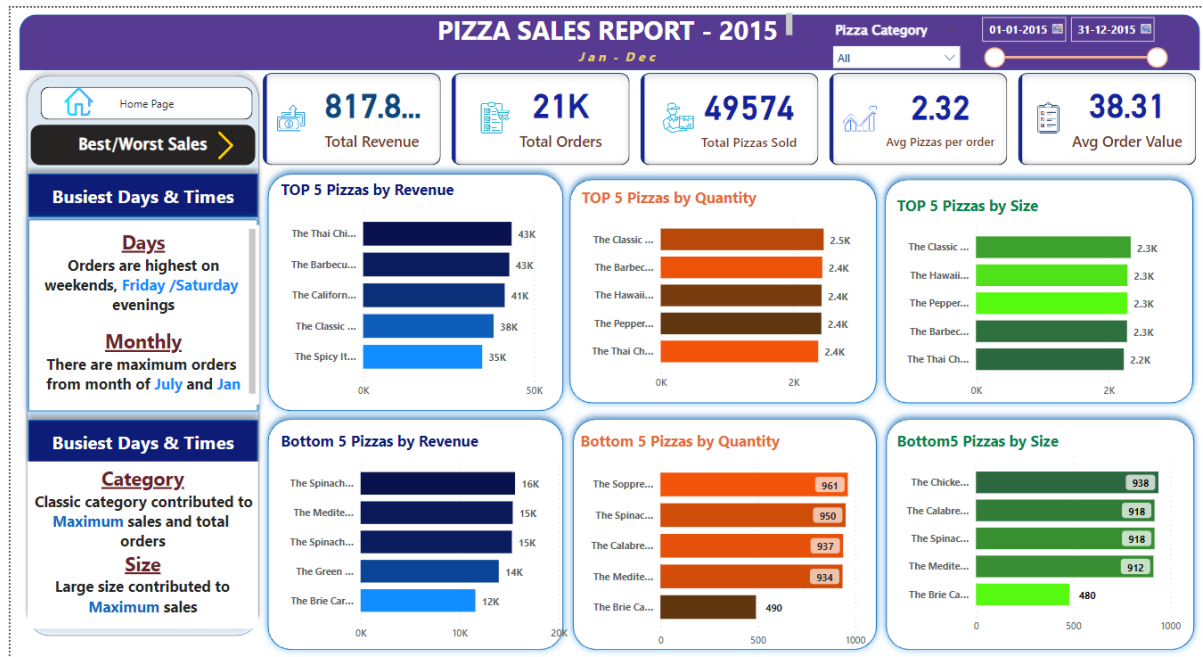 PIZZA SALES REPORT - 2015
Jan - Dec
Pizza Category
All
01-01-2015
31-12-2015
Home Page
Best/Worst Sales
817.8...
Total Revenue
21K
Total Orders
49574
Total Pizzas Sold
2.32
Avg Pizzas per order
38.31
Avg Order Value
Busiest Days & Times
Days
Orders are highest on
weekends, Friday /Saturday
evenings
Monthly
There are maximum orders
from month of July and Jan
Busiest Days & Times
Category
Classic category contributed to
Maximum sales and total
orders
Size
Large size contributed to
Maximum sales
TOP 5 Pizzas by Revenue
The Thai Chi... 43K
The Barbecu... 43K
The Californ... 41K
The Classic ... 38K
The Spicy It... 35K
0K 50K
TOP 5 Pizzas by Quantity
The Classic ... 2.5K
The Barbec... 2.4K
The Hawaii... 2.4K
The Pepper... 2.4K
The Thai Ch... 2.4K
0K 2K
TOP 5 Pizzas by Size
The Classic ... 2.3K
The Hawaii... 2.3K
The Pepper... 2.3K
The Barbec... 2.3K
The Thai Ch... 2.2K
0K 2K
Bottom 5 Pizzas by Revenue
The Spinach... 16K
The Medite... 15K
The Spinach... 15K
The Green ... 14K
The Brie Car... 12K
0K 10K 20K
Bottom 5 Pizzas by Quantity
The Soppre... 961
The Spinac... 950
The Calabre... 937
The Medite... 934
The Brie Ca... 490
0 500 1000
Bottom5 Pizzas by Size
The Chicke... 938
The Calabre... 918
The Spinac... 918
The Medite... 912
The Brie Ca... 480
0 500 1000